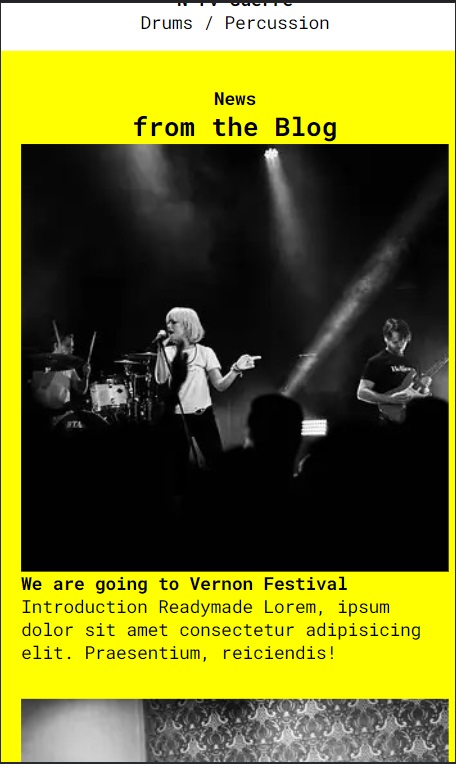 Drums / Percussion
News
from the Blog
We are going to Vernon Festival
Introduction Readymade Lorem, ipsum
dolor sit amet consectetur adipisicing
elit. Praesentium, reiciendis!